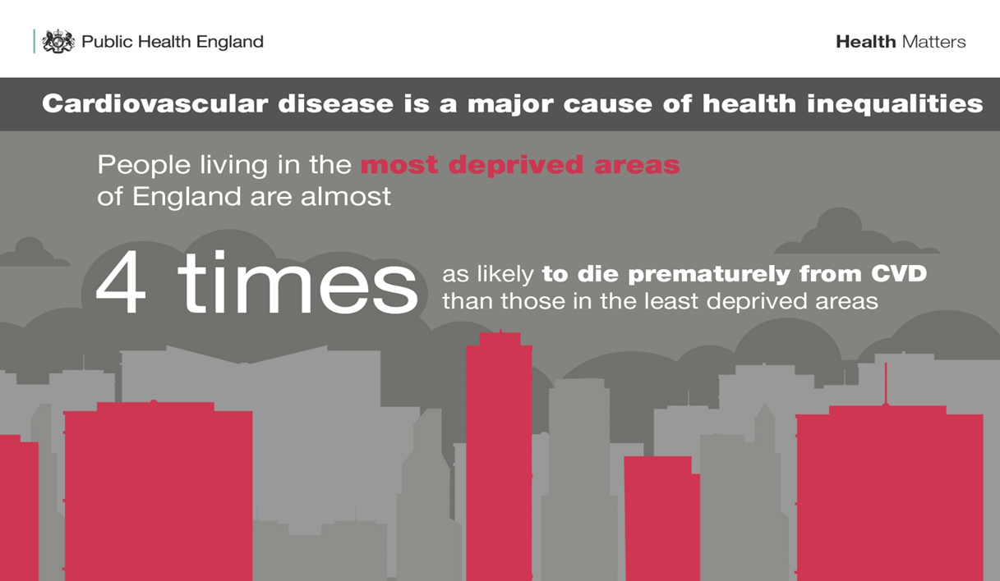 Public Health England
Health Matters
Cardiovascular disease is a major cause of health inequalities
People living in the most deprived areas
of England are almost
4 times
as likely to die prematurely from CVD
than those in the least deprived areas